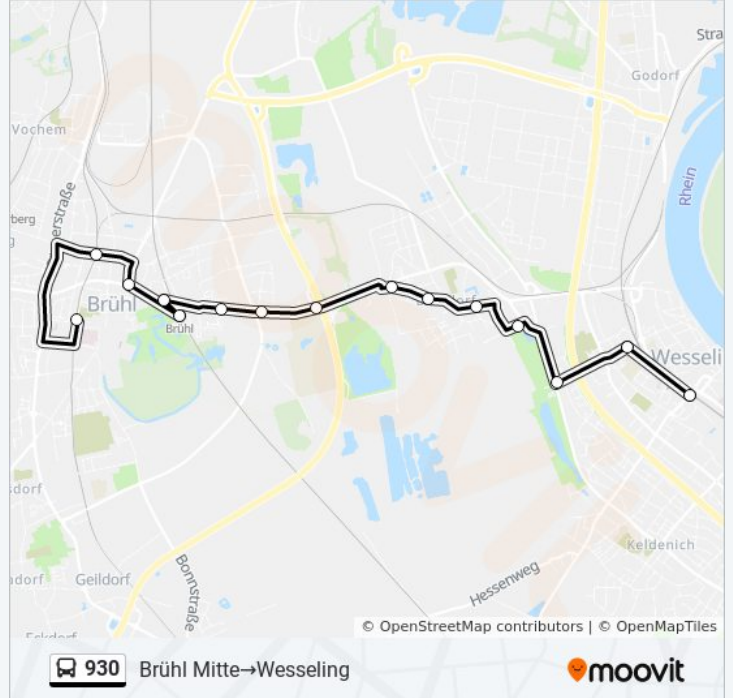 Stra
Godorf
Vochem
erstraße
berg
g
Rhein
Brühl
dorf
Brühl
Wesseli
sdorf
Keldenich
ndorf
Geildorf
Bonnstraße
Hessenweg
Eckdorf
© OpenStreetMap contributors | © OpenMapTiles
930 Brühl Mitte→Wesseling
moovit